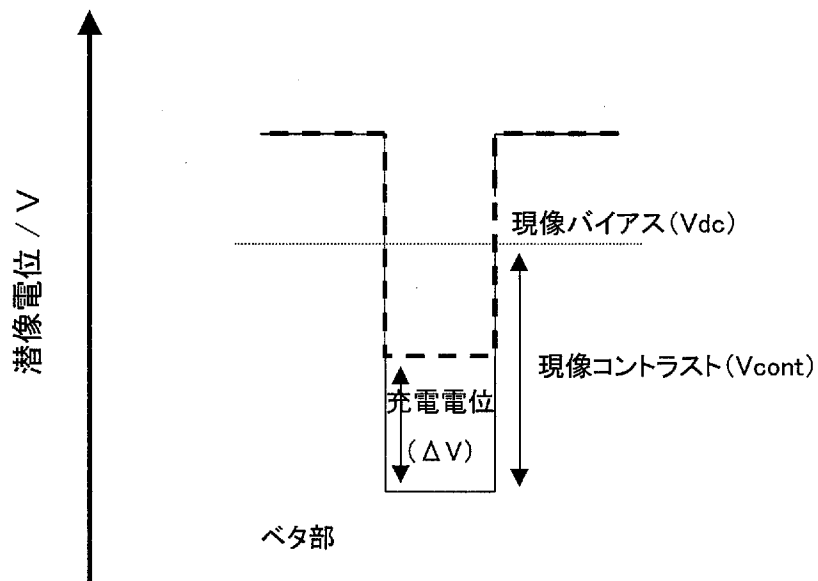 潜像電位 / V
現像バイアス(Vdc)
現像コントラスト(Vcont)
充電電位
(ΔV)
ベタ部